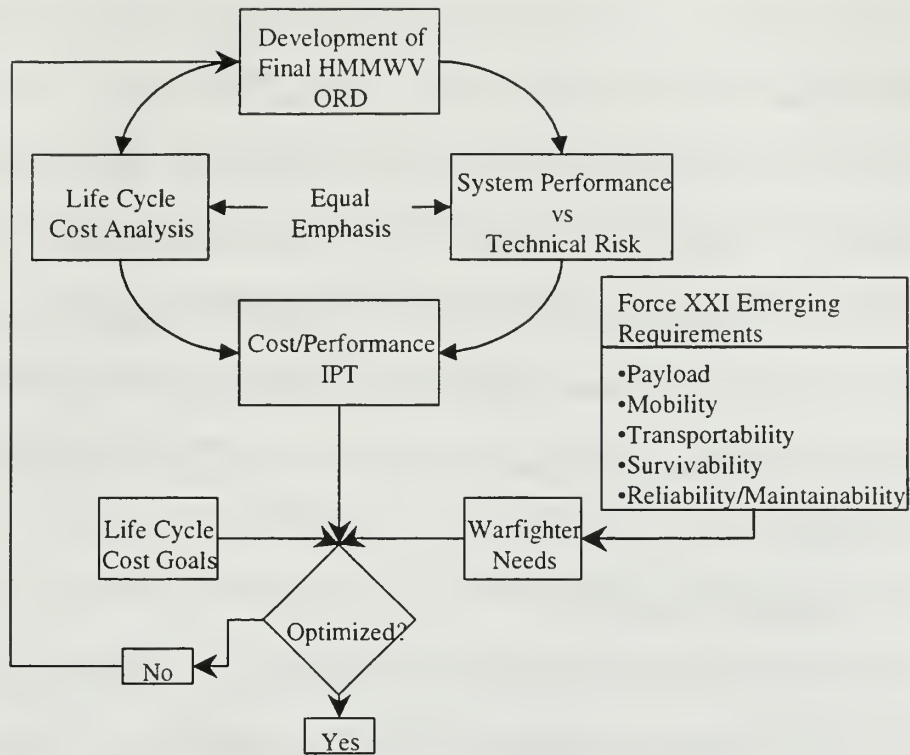 Development of
Final HMMWV
ORD
Life Cycle
Cost Analysis
Equal
Emphasis
System Performance
vs
Technical Risk
Cost/Performance
IPT
Force XXI Emerging
Requirements
•Payload
•Mobility
•Transportability
•Survivability
•Reliability/Maintainability
Life Cycle
Cost Goals
Warfighter
Needs
Optimized?
No
Yes